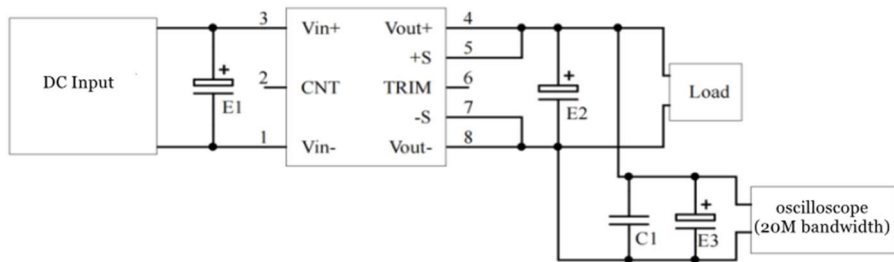 DC Input
+
E1
3
2
1
Vin+
CNT
Vin-
Vout+
+S
TRIM
-S
Vout-
4
5
6
7
8
+
E2
Load
C1
+
E3
oscilloscope
(20M bandwidth)